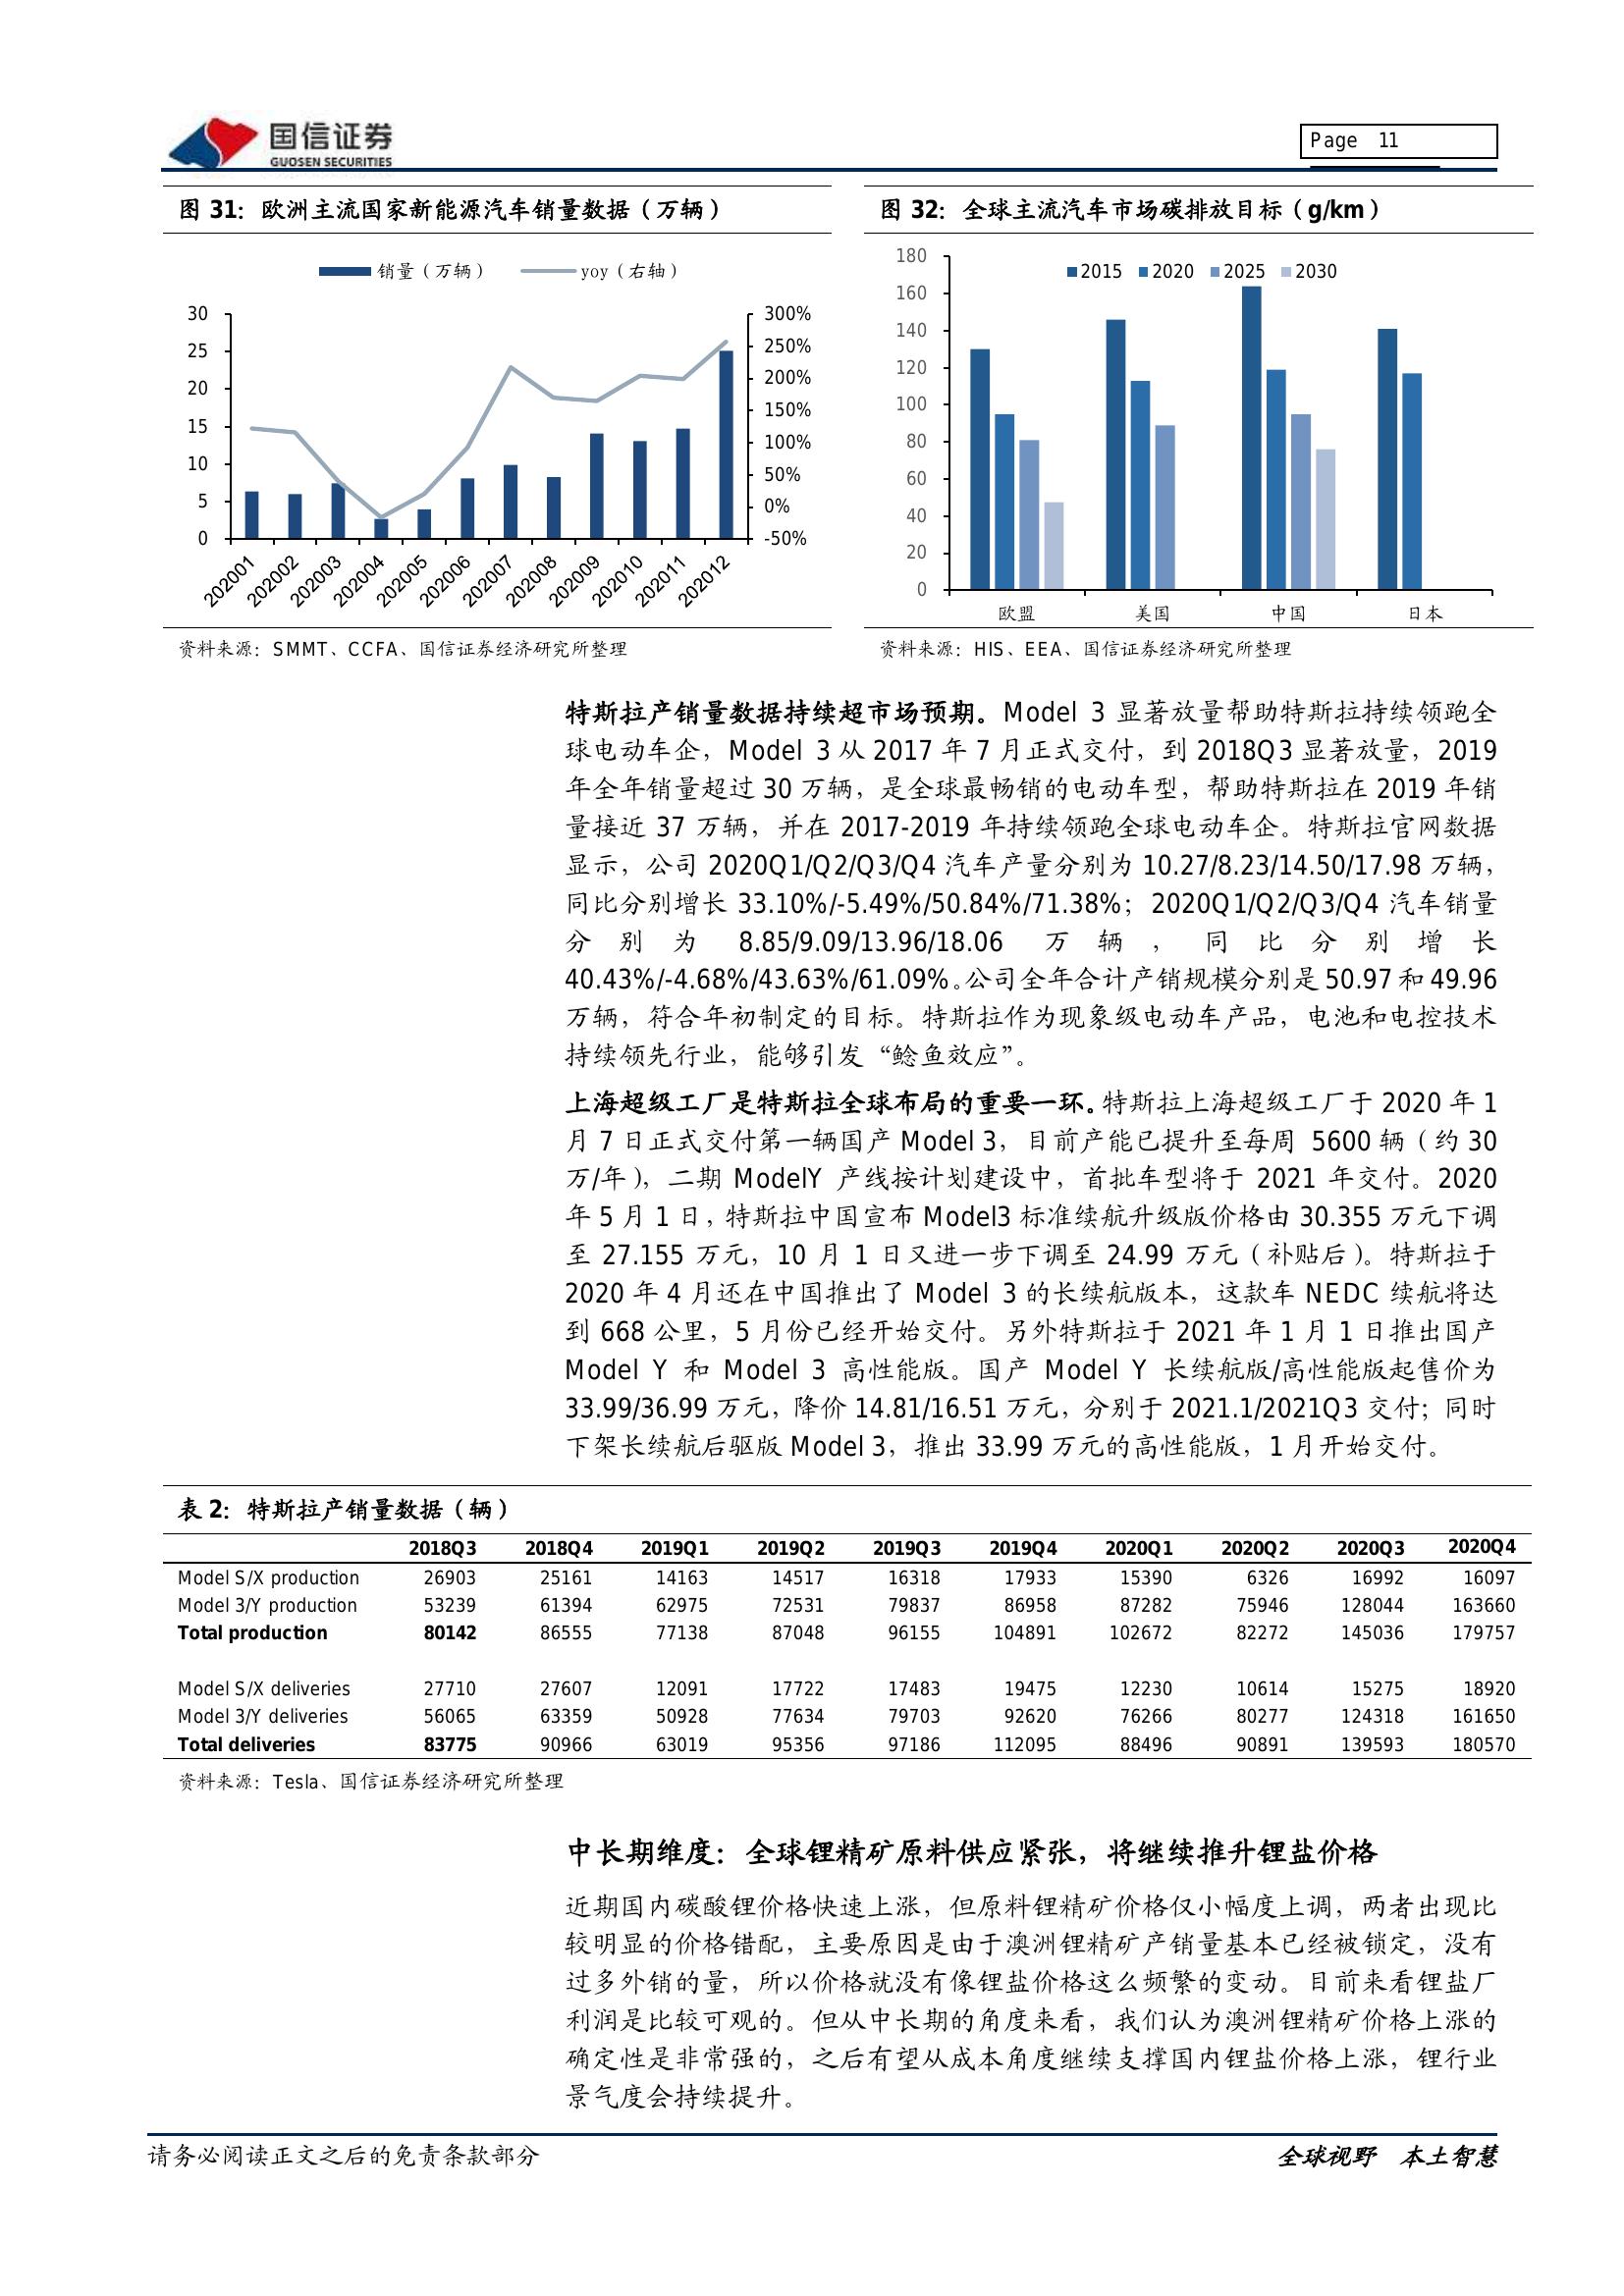 国信证券
GUOSEN SECURITIES
Page 11
图 31：欧洲主流国家新能源汽车销量数据（万辆）
销量（万辆） yoy（右轴）
30
25
20
15
10
5
0
300%
250%
200%
150%
100%
50%
0%
-50%
202001 202002 202003 202004 202005 202006 202007 202008 202009 202010 202011 202012
资料来源：SMMT、CCFA、国信证券经济研究所整理
图 32：全球主流汽车市场碳排放目标（g/km）
2015 2020 2025 2030
180
160
140
120
100
80
60
40
20
0
欧盟 美国 中国 日本
资料来源：HIS、EEA、国信证券经济研究所整理
特斯拉产销量数据持续超市场预期。Model 3 显著放量帮助特斯拉持续领跑全
球电动车企，Model 3 从 2017 年 7 月正式交付，到 2018Q3 显著放量，2019
年全年销量超过 30 万辆，是全球最畅销的电动车型，帮助特斯拉在 2019 年销
量接近 37 万辆，并在 2017-2019 年持续领跑全球电动车企。特斯拉官网数据
显示，公司 2020Q1/Q2/Q3/Q4 汽车产量分别为 10.27/8.23/14.50/17.98 万辆，
同比分别增长 33.10%/-5.49%/50.84%/71.38%；2020Q1/Q2/Q3/Q4 汽车销量
分别为 8.85/9.09/13.96/18.06 万辆，同比分别增长
40.43%/-4.68%/43.63%/61.09%。公司全年合计产销规模分别是 50.97 和 49.96
万辆，符合年初制定的目标。特斯拉作为现象级电动车产品，电池和电控技术
持续领先行业，能够引发“鲶鱼效应”。
上海超级工厂是特斯拉全球布局的重要一环。特斯拉上海超级工厂于 2020 年 1
月 7 日正式交付第一辆国产 Model 3，目前产能已提升至每周 5600 辆（约 30
万/年），二期 ModelY 产线按计划建设中，首批车型将于 2021 年交付。2020
年 5 月 1 日，特斯拉中国宣布 Model3 标准续航升级版价格由 30.355 万元下调
至 27.155 万元，10 月 1 日又进一步下调至 24.99 万元（补贴后）。特斯拉于
2020 年 4 月还在中国推出了 Model 3 的长续航版本，这款车 NEDC 续航将达
到 668 公里，5 月份已经开始交付。另外特斯拉于 2021 年 1 月 1 日推出国产
Model Y 和 Model 3 高性能版。国产 Model Y 长续航版/高性能版起售价为
33.99/36.99 万元，降价 14.81/16.51 万元，分别于 2021.1/2021Q3 交付；同时
下架长续航后驱版 Model 3，推出 33.99 万元的高性能版，1 月开始交付。
表 2：特斯拉产销量数据（辆）
2018Q3 2018Q4 2019Q1 2019Q2 2019Q3 2019Q4 2020Q1 2020Q2 2020Q3 2020Q4
Model S/X production 26903 25161 14163 14517 16318 17933 15390 6326 16992 16097
Model 3/Y production 53239 61394 62975 72531 79837 86958 87282 75946 128044 163660
Total production 80142 86555 77138 87048 96155 104891 102672 82272 145036 179757
Model S/X deliveries 27710 27607 12091 17722 17483 19475 12230 10614 15275 18920
Model 3/Y deliveries 56065 63359 50928 77634 79703 92620 76266 80277 124318 161650
Total deliveries 83775 90966 63019 95356 97186 112095 88496 90891 139593 180570
资料来源：Tesla、国信证券经济研究所整理
中长期维度：全球锂精矿原料供应紧张，将继续推升锂盐价格
近期国内碳酸锂价格快速上涨，但原料锂精矿价格仅小幅度上调，两者出现比
较明显的价格错配，主要原因是由于澳洲锂精矿产销量基本已经被锁定，没有
过多外销的量，所以价格就没有像锂盐价格这么频繁的变动。目前来看锂盐厂
利润是比较可观的。但从中长期的角度来看，我们认为澳洲锂精矿价格上涨的
确定性是非常强的，之后有望从成本角度继续支撑国内锂盐价格上涨，锂行业
景气度会持续提升。
请务必阅读正文之后的免责条款部分
全球视野 本土智慧